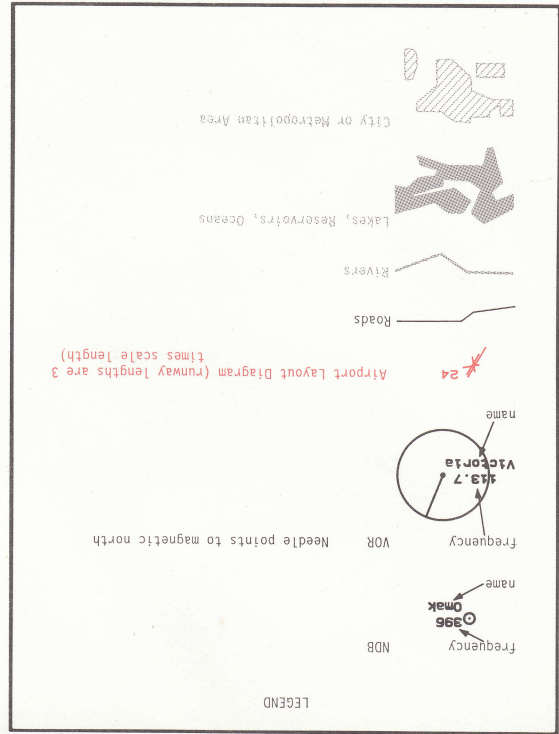 LEGEND
frequency
396
Omak
name
NDB
frequency
113.7
Victoria
name
VOR
Needle points to magnetic north
24
Airport Layout Diagram (runway lengths are 3
times scale length)
Roads
Rivers
Lakes, Reservoirs, Oceans
City or Metropolitan Area